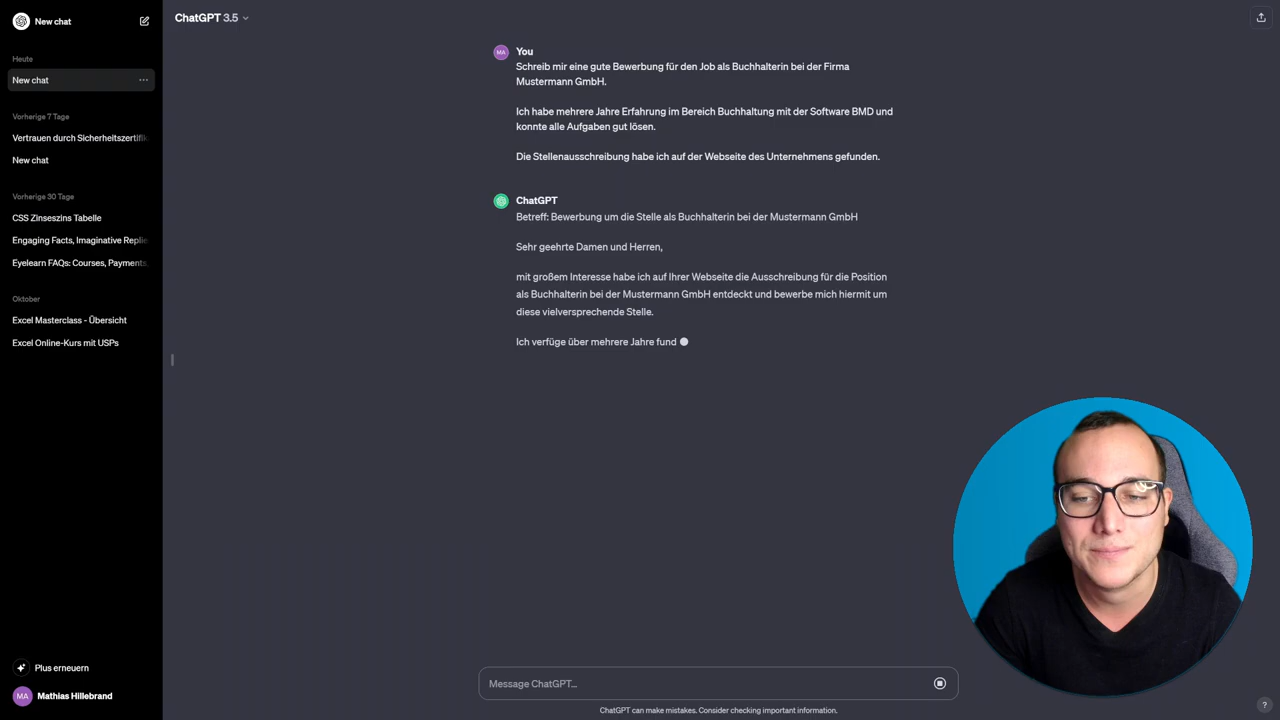 New chat
Heute
New chat
Vorherige 7 Tage
Vertrauen durch Sicherheitszertifik
New chat
Vorherige 30 Tage
CSS Zinseszins Tabelle
Engaging Facts, Imaginative Replie
Eyelearn FAQs: Courses, Payments,
Oktober
Excel Masterclass - Übersicht
Excel Online-Kurs mit USPs
Plus erneuern
MA Mathias Hillebrand
ChatGPT 3.5
MA You
Schreib mir eine gute Bewerbung für den Job als Buchhalterin bei der Firma
Mustermann GmbH.
Ich habe mehrere Jahre Erfahrung im Bereich Buchhaltung mit der Software BMD und
konnte alle Aufgaben gut lösen.
Die Stellenausschreibung habe ich auf der Webseite des Unternehmens gefunden.
ChatGPT
Betreff: Bewerbung um die Stelle als Buchhalterin bei der Mustermann GmbH
Sehr geehrte Damen und Herren,
mit großem Interesse habe ich auf Ihrer Webseite die Ausschreibung für die Position
als Buchhalterin bei der Mustermann GmbH entdeckt und bewerbe mich hiermit um
diese vielversprechende Stelle.
Ich verfüge über mehrere Jahre fund
Message ChatGPT...
ChatGPT can make mistakes. Consider checking important information.
?